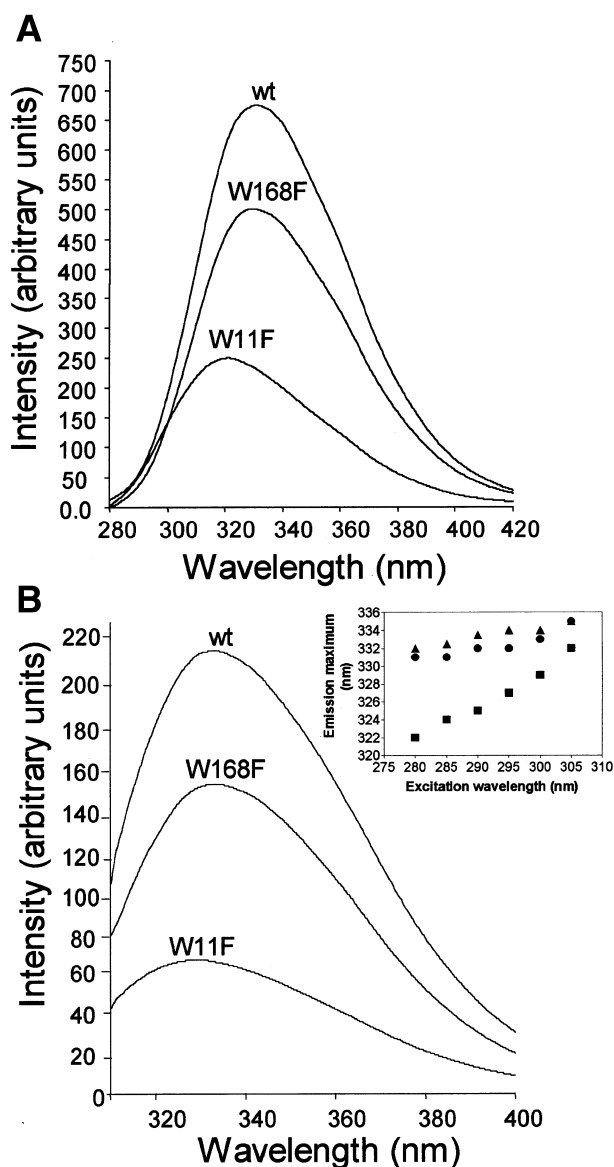 A
Intensity (arbitrary units)
750
700
650
600
550
500
450
400
350
300
250
200
150
100
50
0.0
wt
W168F
W11F
280 300 320 340 360 380 400 420
Wavelength (nm)
B
Intensity (arbitrary units)
220
200
180
160
140
120
100
80
60
40
20
0
wt
W168F
W11F
320 340 360 380 400
Wavelength (nm)
Emission maximum
(nm)
336
334
332
330
328
326
324
322
320
275 280 285 290 295 300 305 310
Excitation wavelength (nm)